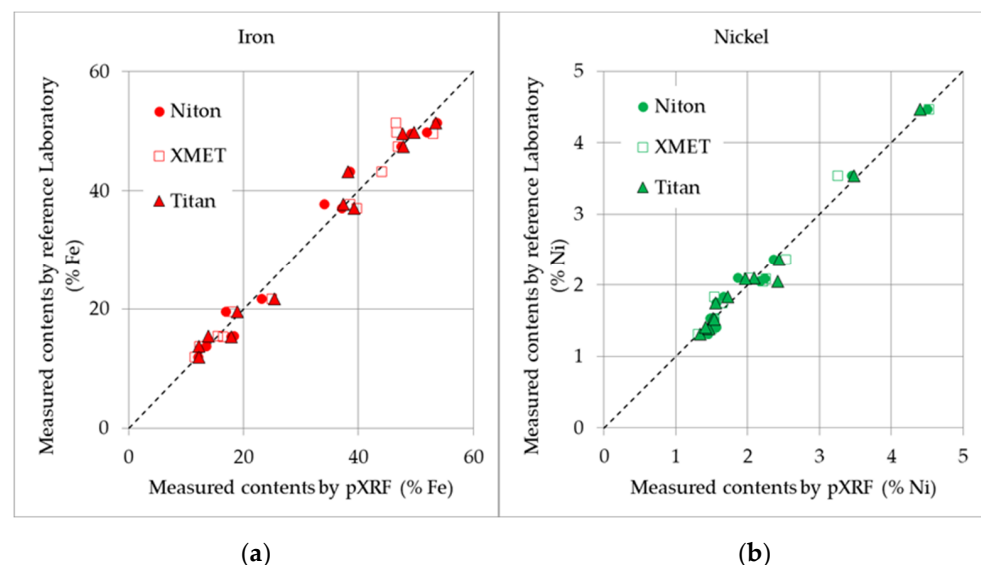 (a)
(b)
Iron
Measured contents by reference Laboratory
(% Fe)
60
40
20
0
Niton
XMET
Titan
0
20
40
60
Measured contents by pXRF (% Fe)
Nickel
Measured contents by reference Laboratory
(% Ni)
5
4
3
2
1
0
Niton
XMET
Titan
0
1
2
3
4
5
Measured contents by pXRF (% Ni)
(a)
(b)